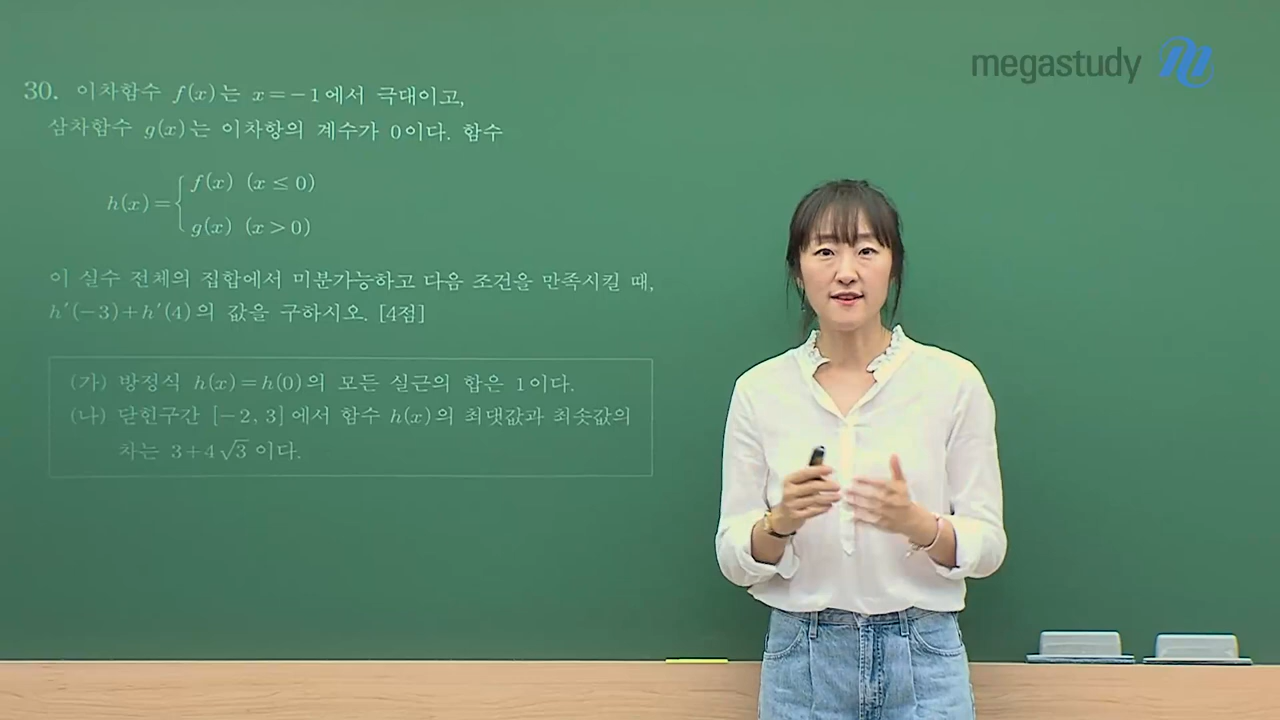 megastudy
30. 이차함수 f(x)는 x=−1에서 극대이고,
삼차함수 g(x)는 이차항의 계수가 0이다. 함수
h(x)={ f(x) (x≤0)
g(x) (x>0)
이 실수 전체의 집합에서 미분가능하고 다음 조건을 만족시킬 때,
h′(−3)+h′(4)의 값을 구하시오. [4점]
(가) 방정식 h(x)=h(0)의 모든 실근의 합은 1이다.
(나) 닫힌구간 [−2, 3]에서 함수 h(x)의 최댓값과 최솟값의
차는 3+4√3 이다.